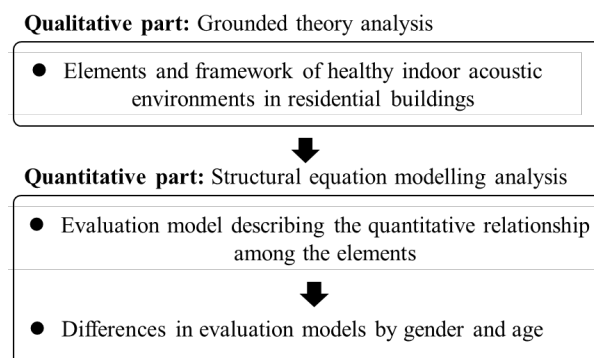 Qualitative part: Grounded theory analysis
● Elements and framework of healthy indoor acoustic
environments in residential buildings
Quantitative part: Structural equation modelling analysis
● Evaluation model describing the quantitative relationship
among the elements
● Differences in evaluation models by gender and age